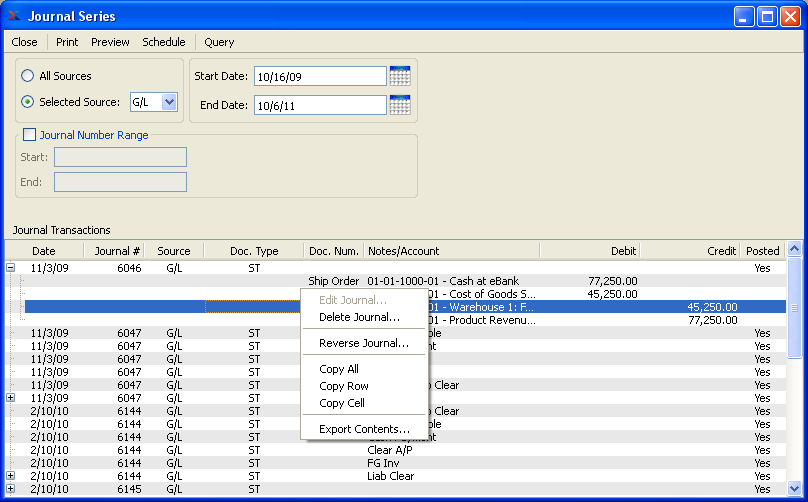 Journal Series
Close Print Preview Schedule Query
All Sources
Selected Source: G/L
Start Date: 10/16/09
End Date: 10/6/11
Journal Number Range
Start:
End:
Journal Transactions
Date Journal # Source Doc. Type Doc. Num. Notes/Account Debit Credit Posted
11/3/09 6046 G/L ST Yes
Ship Order 01-01-1000-01 - Cash at eBank 77,250.00
-01 - Cost of Goods S... 45,250.00
-01 - Warehouse 1: F... 45,250.00
-01 - Product Revenu... 77,250.00
11/3/09 6047 G/L ST Yes
11/3/09 6047 G/L ST Yes
11/3/09 6047 G/L ST Yes
11/3/09 6047 G/L ST Yes
11/3/09 6047 G/L ST Clear Yes
11/3/09 6047 G/L ST Yes
2/10/10 6144 G/L ST Clear Yes
2/10/10 6144 G/L ST Yes
2/10/10 6144 G/L ST Yes
2/10/10 6144 G/L ST Clear A/P Yes
2/10/10 6144 G/L ST FG Inv Yes
2/10/10 6144 G/L ST Liab Clear Yes
2/10/10 6145 G/L ST Yes
Edit Journal...
Delete Journal...
Reverse Journal...
Copy All
Copy Row
Copy Cell
Export Contents...